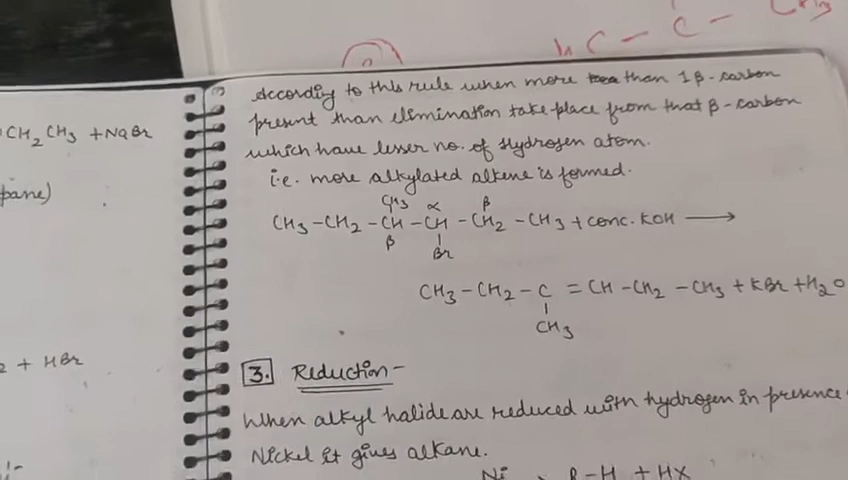 HC - C -
CH2CH3 + NaBr
pane)
2 + HBr
According to this rule when more than 1 β-carbon
present than elimination take place from that β-carbon
which have lesser no. of Hydrogen atom.
i.e. more alkylated alkene is formed.
CH3 α β
CH3-CH2-CH-CH-CH2-CH3 + conc. KOH →
β Br
CH3-CH2-C=CH-CH2-CH3 + KBr + H2O
CH3
3. Reduction-
When alkyl halide are reduced with hydrogen in presence
Nickel it gives alkane.
Ni R-H + HX